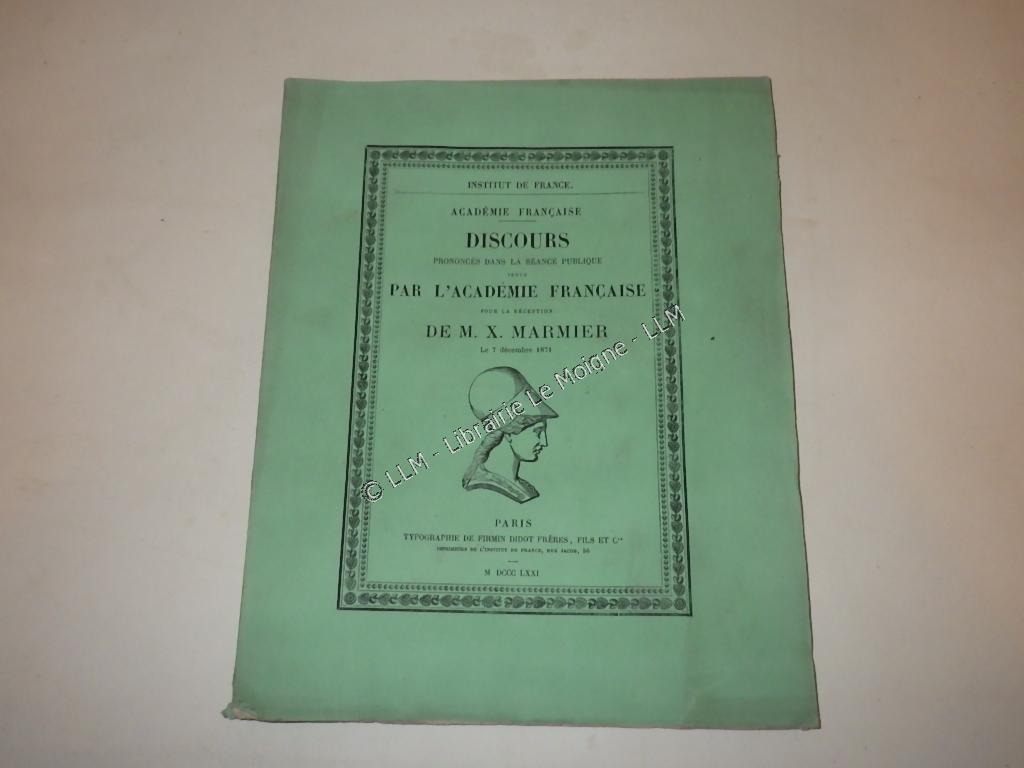 INSTITUT DE FRANCE.
ACADÉMIE FRANÇAISE
DISCOURS
PRONONCÉS DANS LA SÉANCE PUBLIQUE
TENUE
PAR L'ACADÉMIE FRANÇAISE
POUR LA RÉCEPTION
DE M. X. MARMIER
Le 7 décembre 1871
© LLM - Librairie Le Moigne - LLM
PARIS
TYPOGRAPHIE DE FIRMIN DIDOT FRÈRES, FILS ET Cie
IMPRIMEURS DE L'INSTITUT DE FRANCE, RUE JACOB, 56
M DCCC LXXI